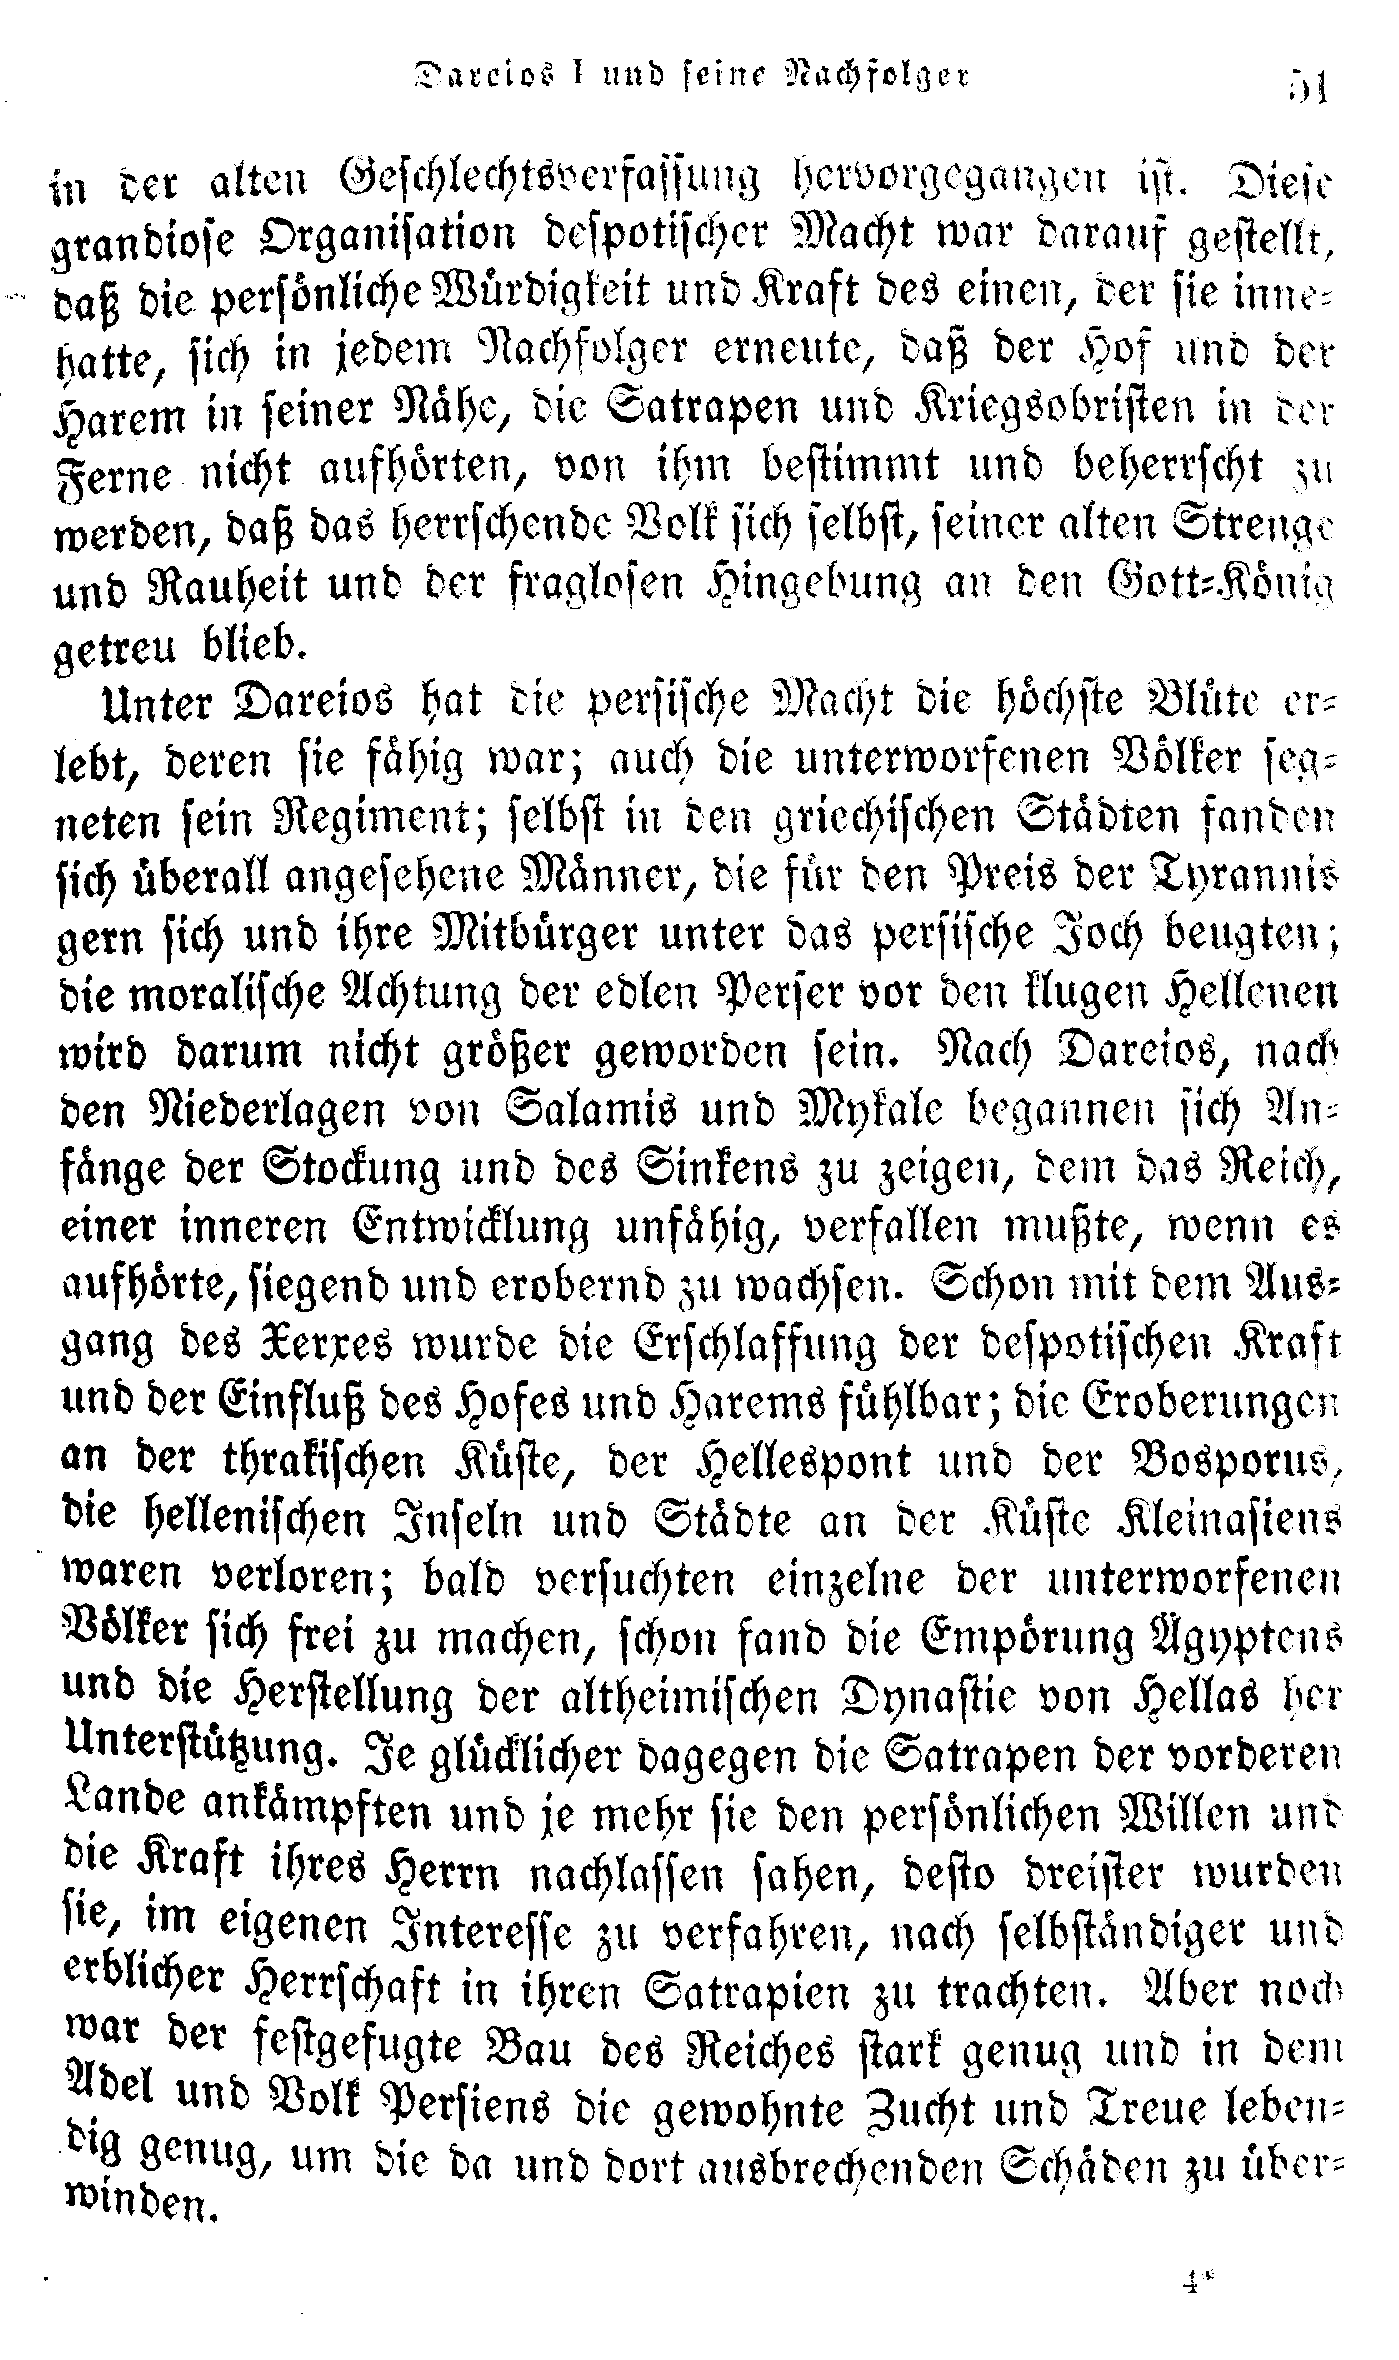 Dareios I und seine Nachfolger 51
in der alten Geschlechtsverfassung hervorgegangen ist. Diese
grandiose Organisation despotischer Macht war darauf gestellt,
daß die persönliche Würdigkeit und Kraft des einen, der sie inne-
hatte, sich in jedem Nachfolger erneute, daß der Hof und der
Harem in seiner Nähe, die Satrapen und Kriegsobristen in der
Ferne nicht aufhörten, von ihm bestimmt und beherrscht zu
werden, daß das herrschende Volk sich selbst, seiner alten Strenge
und Rauheit und der fraglosen Hingebung an den Gott-König
getreu blieb.
Unter Dareios hat die persische Macht die höchste Blüte er-
lebt, deren sie fähig war; auch die unterworfenen Völker seg-
neten sein Regiment; selbst in den griechischen Städten fanden
sich überall angesehene Männer, die für den Preis der Tyrannis
gern sich und ihre Mitbürger unter das persische Joch beugten;
die moralische Achtung der edlen Perser vor den klugen Hellenen
wird darum nicht größer geworden sein. Nach Dareios, nach
den Niederlagen von Salamis und Mykale begannen sich An-
fänge der Stockung und des Sinkens zu zeigen, dem das Reich,
einer inneren Entwicklung unfähig, verfallen mußte, wenn es
aufhörte, siegend und erobernd zu wachsen. Schon mit dem Aus-
gang des Xerxes wurde die Erschlaffung der despotischen Kraft
und der Einfluß des Hofes und Harems fühlbar; die Eroberungen
an der thrakischen Küste, der Hellespont und der Bosporus,
die hellenischen Inseln und Städte an der Küste Kleinasiens
waren verloren; bald versuchten einzelne der unterworfenen
Völker sich frei zu machen, schon fand die Empörung Ägyptens
und die Herstellung der altheimischen Dynastie von Hellas her
Unterstützung. Je glücklicher dagegen die Satrapen der vorderen
Lande ankämpften und je mehr sie den persönlichen Willen und
die Kraft ihres Herrn nachlassen sahen, desto dreister wurden
sie, im eigenen Interesse zu verfahren, nach selbständiger und
erblicher Herrschaft in ihren Satrapien zu trachten. Aber noch
war der festgefugte Bau des Reiches stark genug und in dem
Adel und Volk Persiens die gewohnte Zucht und Treue leben-
dig genug, um die da und dort ausbrechenden Schäden zu über-
winden.
4*